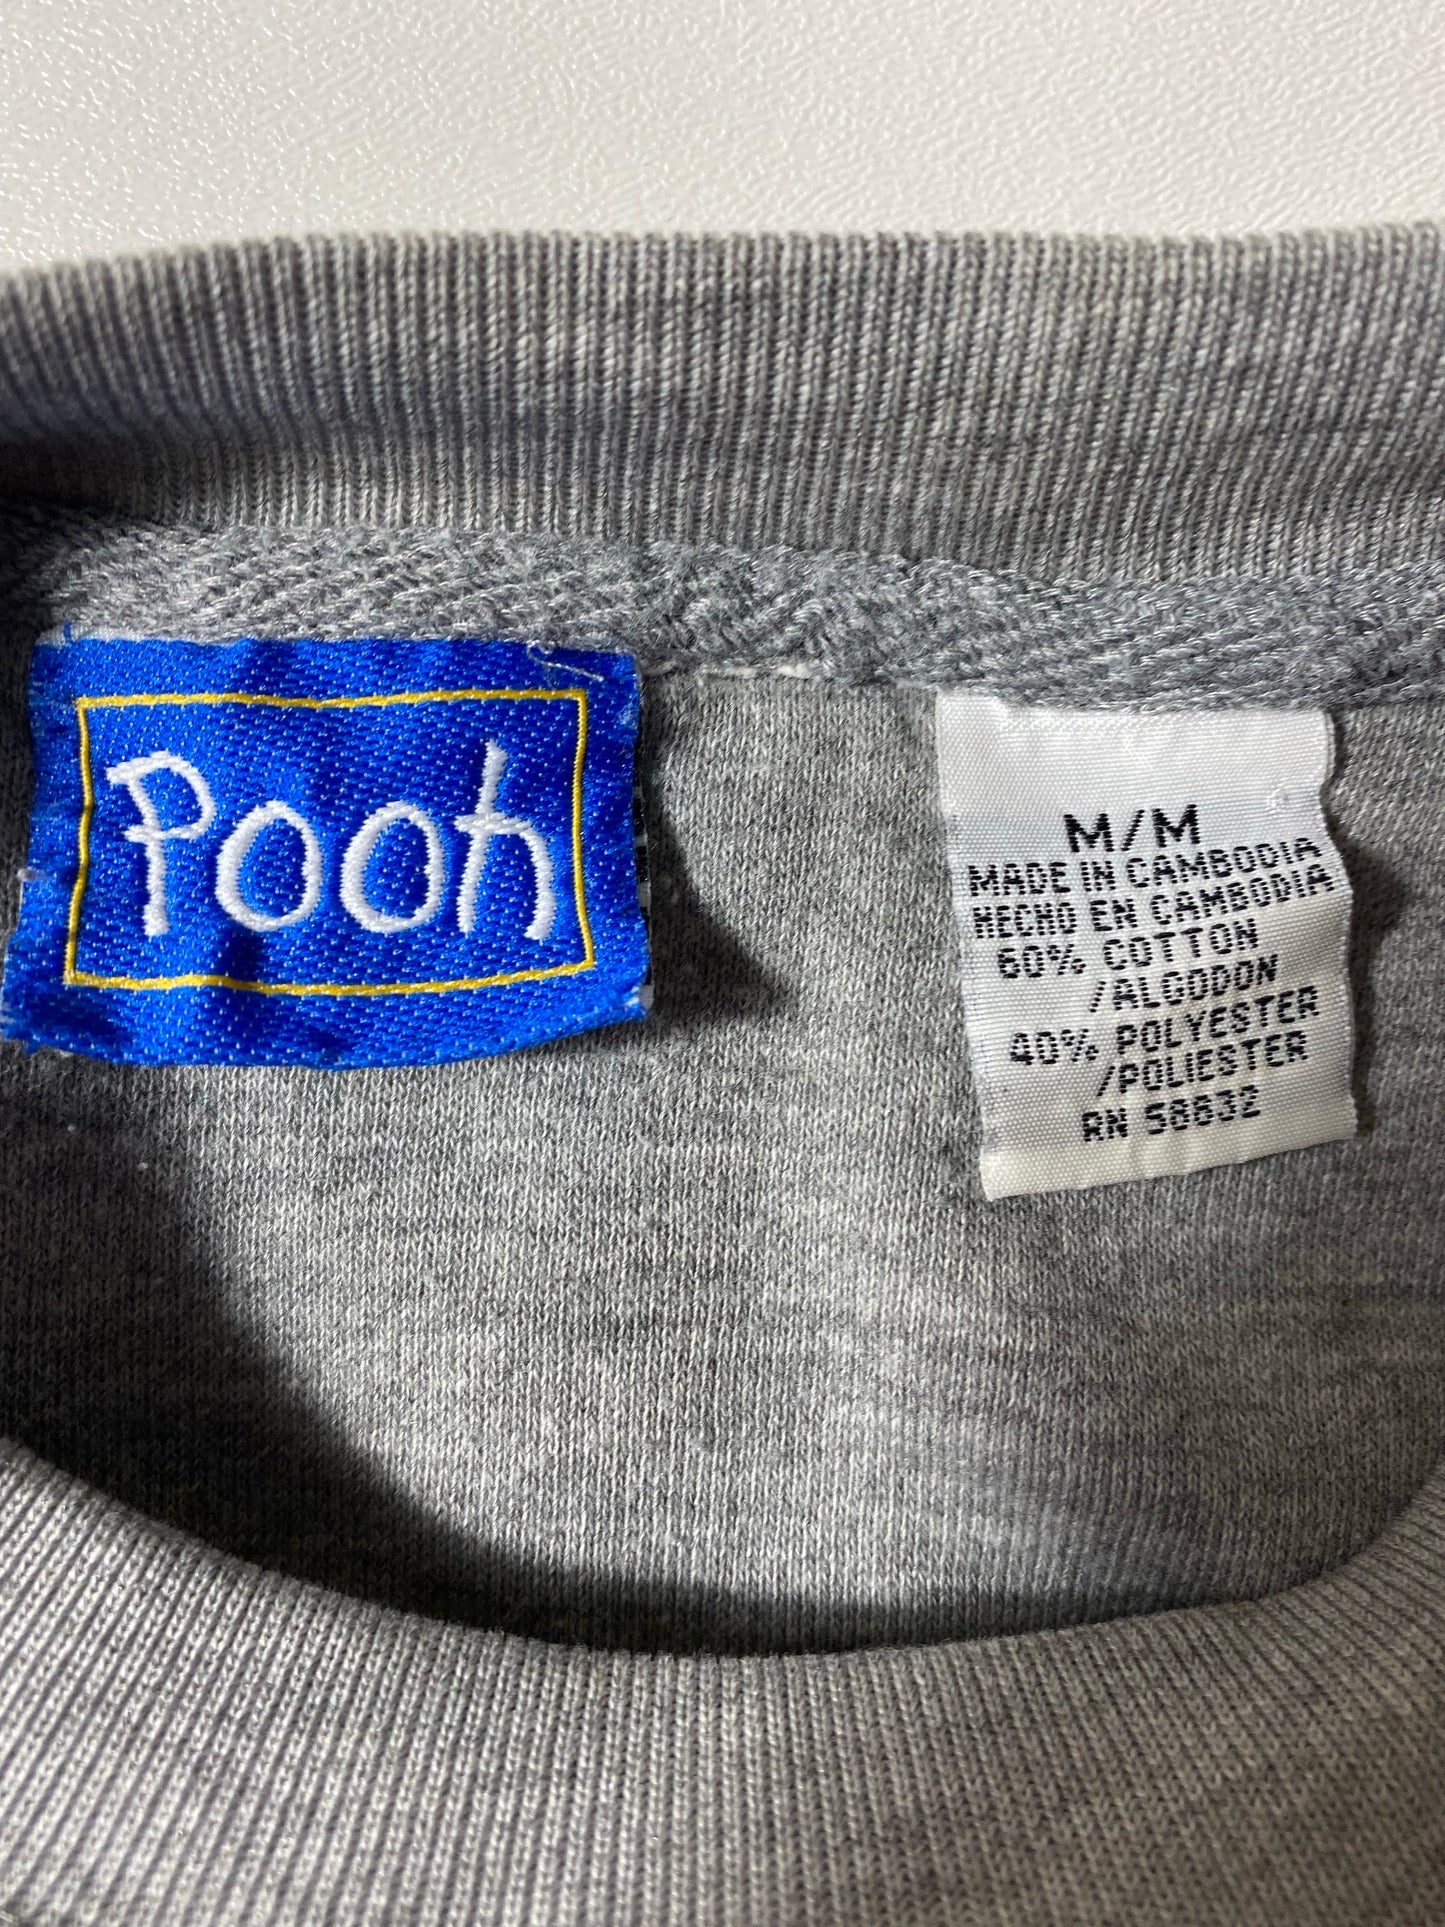 Pooh
M/M
MADE IN CAMBODIA
HECHO EN CAMBODIA
60% COTTON
/ALGODON
40% POLYESTER
/POLIESTER
RN 58832